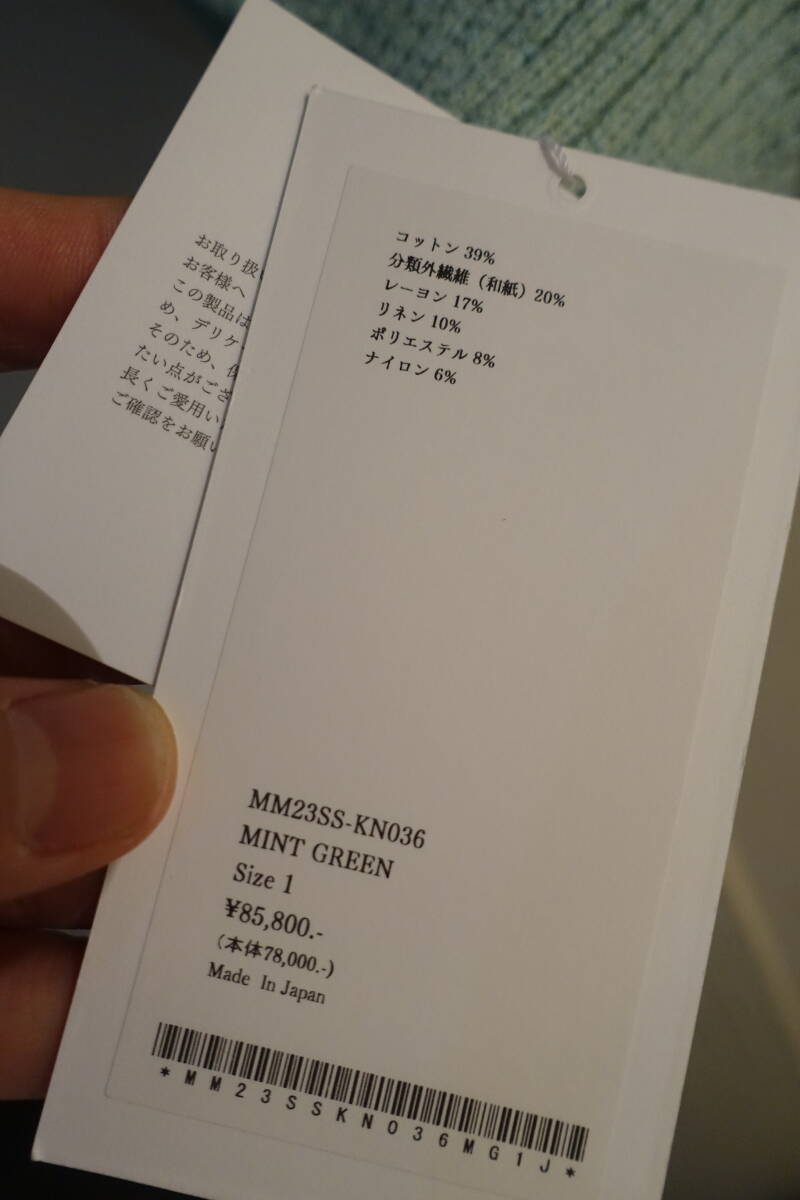 お取り扱い
お客様へ
この製品は
め、デリケ
そのため、
たい点がござ
長くご愛用い
ご確認をお願い
コットン 39%
分類外繊維（和紙）20%
レーヨン 17%
リネン 10%
ポリエステル 8%
ナイロン 6%
MM23SS-KN036
MINT GREEN
Size 1
¥85,800.-
（本体78,000.-)
Made In Japan
*MM23SSKN036MG1J*